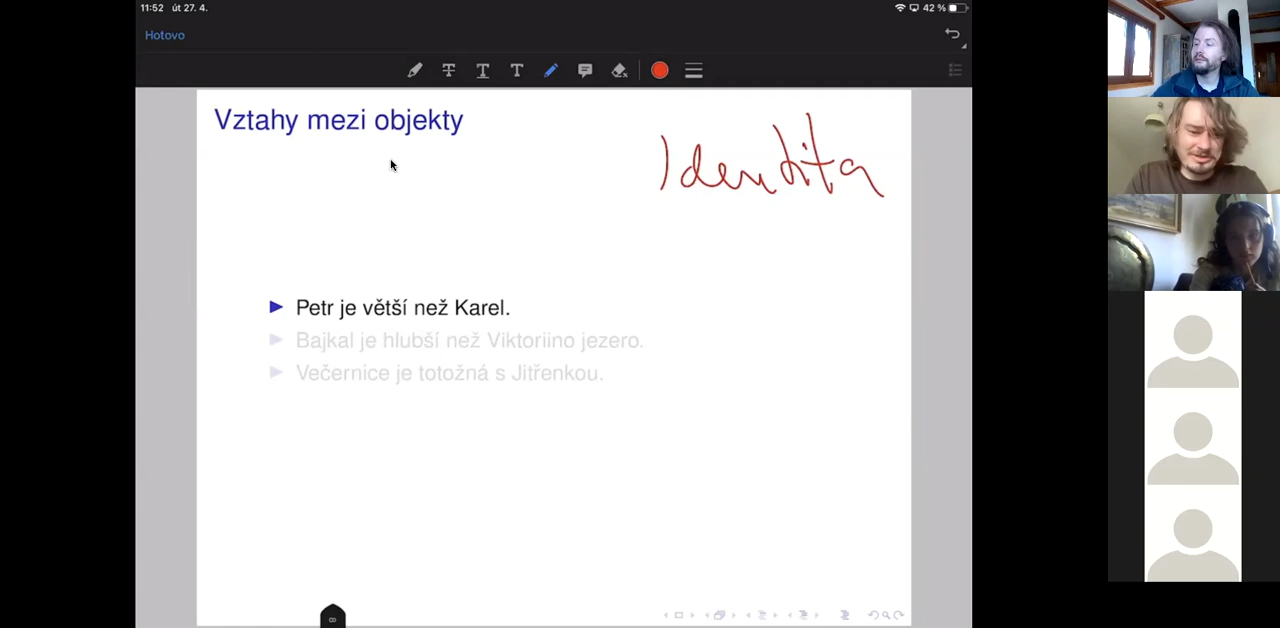 11:52 út 27. 4.
42 %
Hotovo
Vztahy mezi objekty
Identita
Petr je větší než Karel.
Bajkal je hlubší než Viktoriino jezero.
Večernice je totožná s Jitřenkou.
8